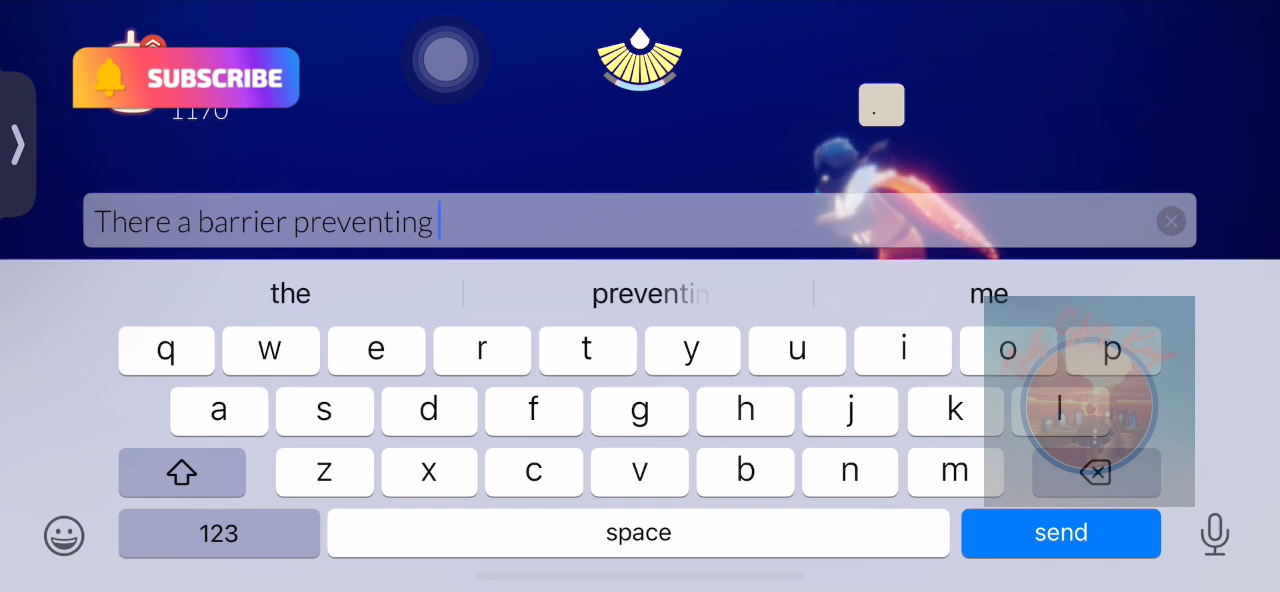 SUBSCRIBE
1170
.
There a barrier preventing
the preventin me
q w e r t y u i o p
a s d f g h j k l
z x c v b n m
123 space send